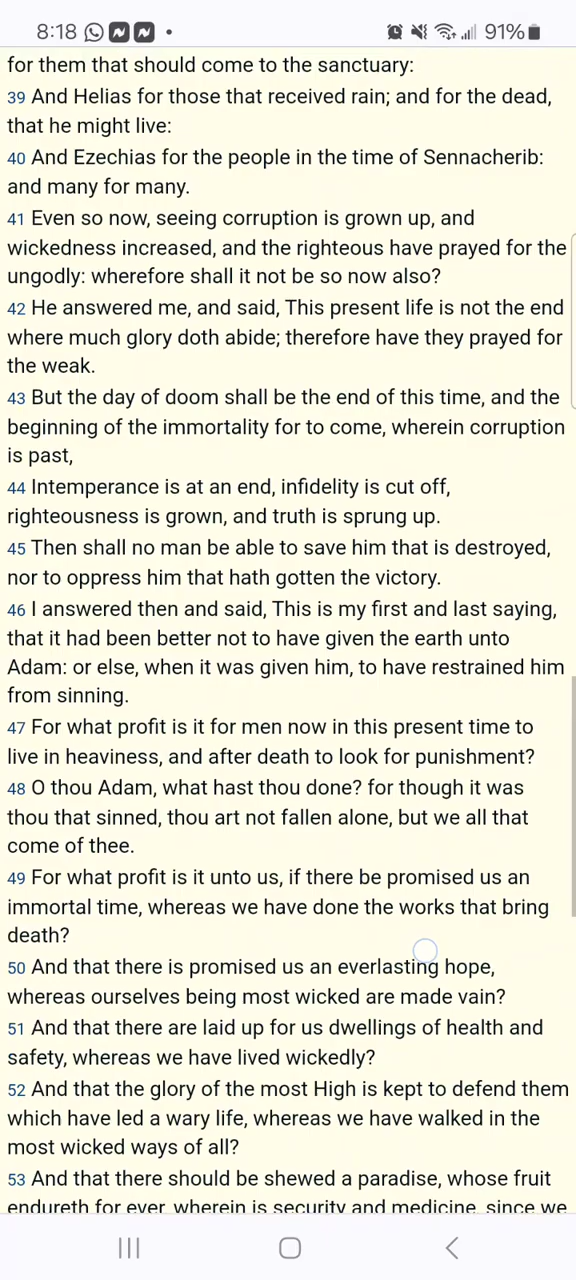 8:18
91%
for them that should come to the sanctuary:
39 And Helias for those that received rain; and for the dead,
that he might live:
40 And Ezechias for the people in the time of Sennacherib:
and many for many.
41 Even so now, seeing corruption is grown up, and
wickedness increased, and the righteous have prayed for the
ungodly: wherefore shall it not be so now also?
42 He answered me, and said, This present life is not the end
where much glory doth abide; therefore have they prayed for
the weak.
43 But the day of doom shall be the end of this time, and the
beginning of the immortality for to come, wherein corruption
is past,
44 Intemperance is at an end, infidelity is cut off,
righteousness is grown, and truth is sprung up.
45 Then shall no man be able to save him that is destroyed,
nor to oppress him that hath gotten the victory.
46 I answered then and said, This is my first and last saying,
that it had been better not to have given the earth unto
Adam: or else, when it was given him, to have restrained him
from sinning.
47 For what profit is it for men now in this present time to
live in heaviness, and after death to look for punishment?
48 O thou Adam, what hast thou done? for though it was
thou that sinned, thou art not fallen alone, but we all that
come of thee.
49 For what profit is it unto us, if there be promised us an
immortal time, whereas we have done the works that bring
death?
50 And that there is promised us an everlasting hope,
whereas ourselves being most wicked are made vain?
51 And that there are laid up for us dwellings of health and
safety, whereas we have lived wickedly?
52 And that the glory of the most High is kept to defend them
which have led a wary life, whereas we have walked in the
most wicked ways of all?
53 And that there should be shewed a paradise, whose fruit
endureth for ever, wherein is security and medicine, since we